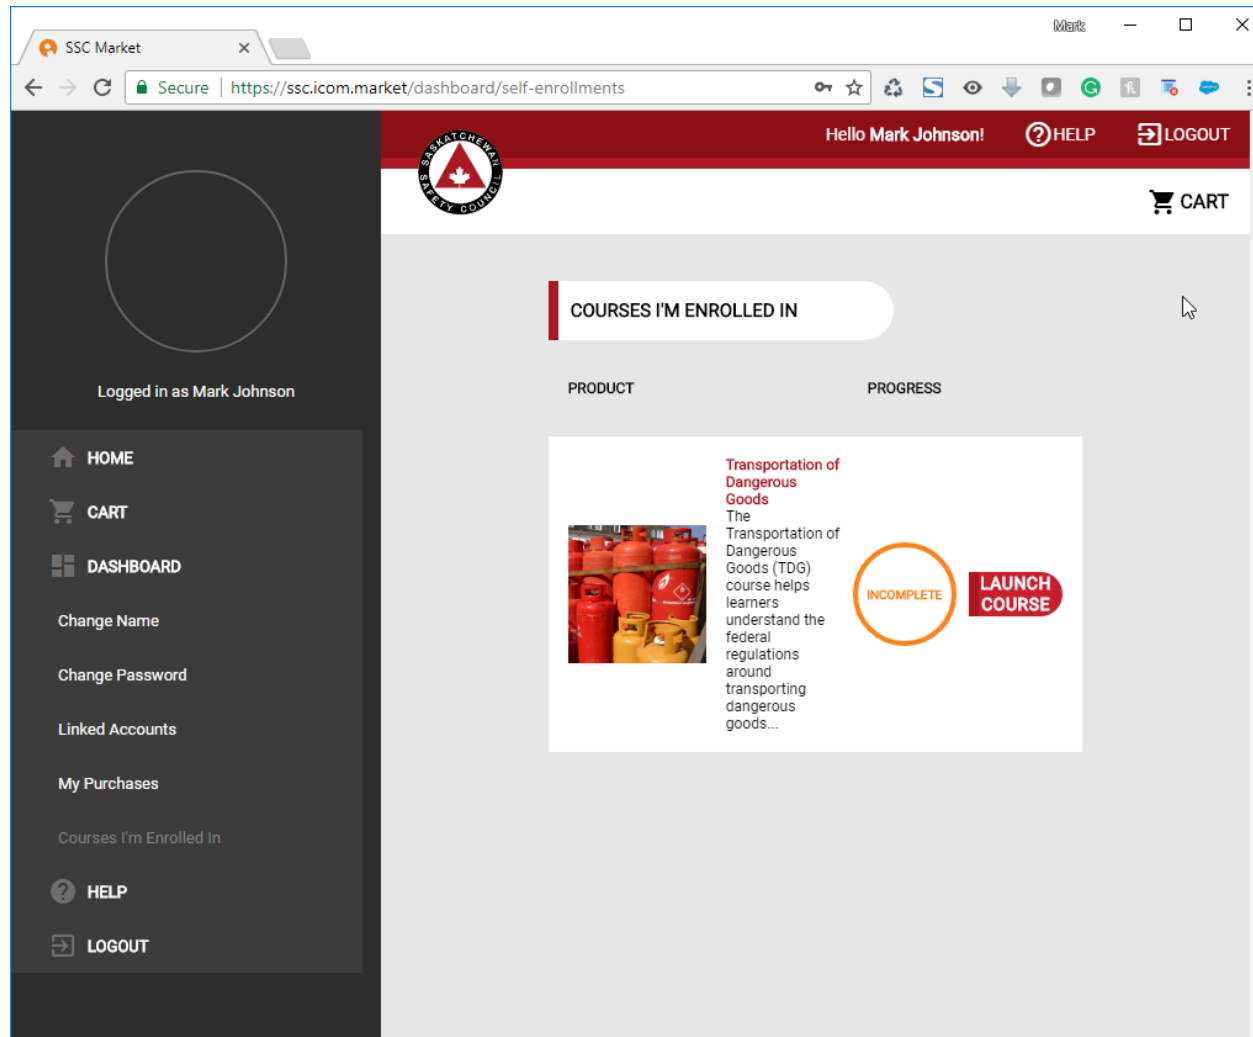 Mark
SSC Market
Secure | https://ssc.icom.market/dashboard/self-enrollments
Hello Mark Johnson!
HELP
LOGOUT
SASKATCHEWAN
SAFETY COUNCIL
CART
Logged in as Mark Johnson
HOME
CART
DASHBOARD
Change Name
Change Password
Linked Accounts
My Purchases
Courses I'm Enrolled In
HELP
LOGOUT
COURSES I'M ENROLLED IN
PRODUCT
PROGRESS
Transportation of
Dangerous
Goods
The
Transportation of
Dangerous
Goods (TDG)
course helps
learners
understand the
federal
regulations
around
transporting
dangerous
goods...
INCOMPLETE
LAUNCH
COURSE